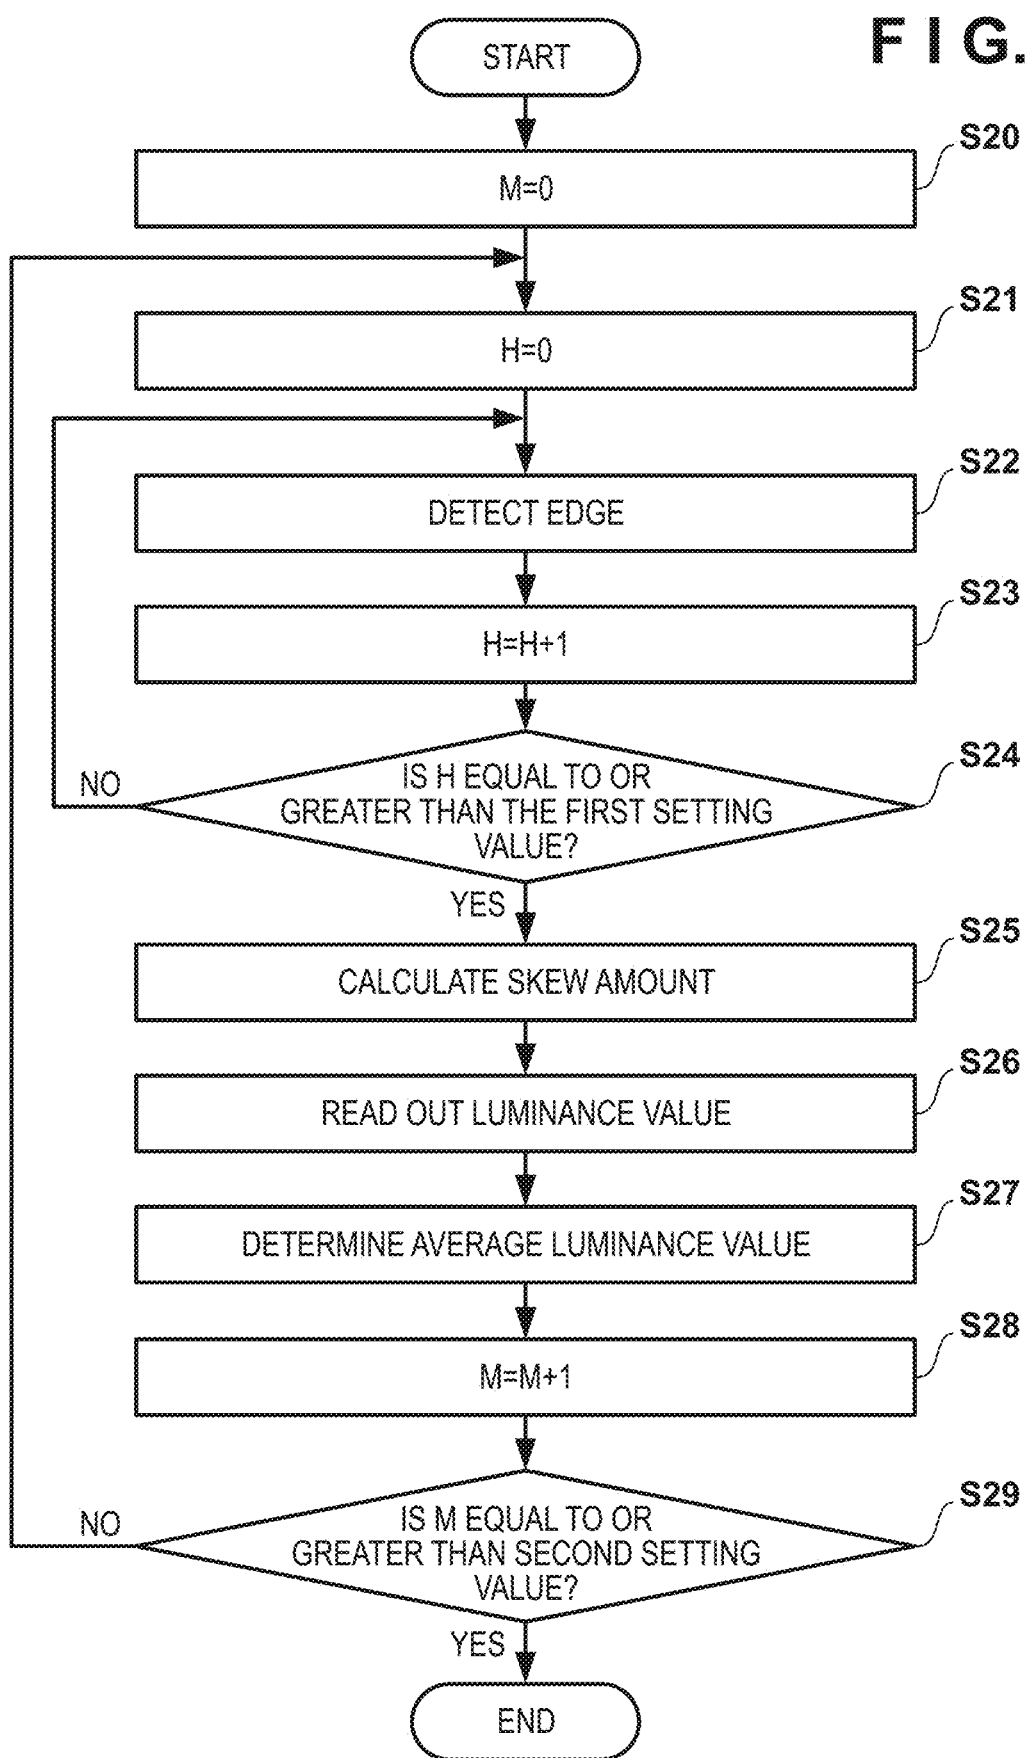 FIG.
START
S20
M=0
S21
H=0
S22
DETECT EDGE
S23
H=H+1
S24
NO
IS H EQUAL TO OR
GREATER THAN THE FIRST SETTING
VALUE?
YES
S25
CALCULATE SKEW AMOUNT
S26
READ OUT LUMINANCE VALUE
S27
DETERMINE AVERAGE LUMINANCE VALUE
S28
M=M+1
S29
NO
IS M EQUAL TO OR
GREATER THAN SECOND SETTING
VALUE?
YES
END